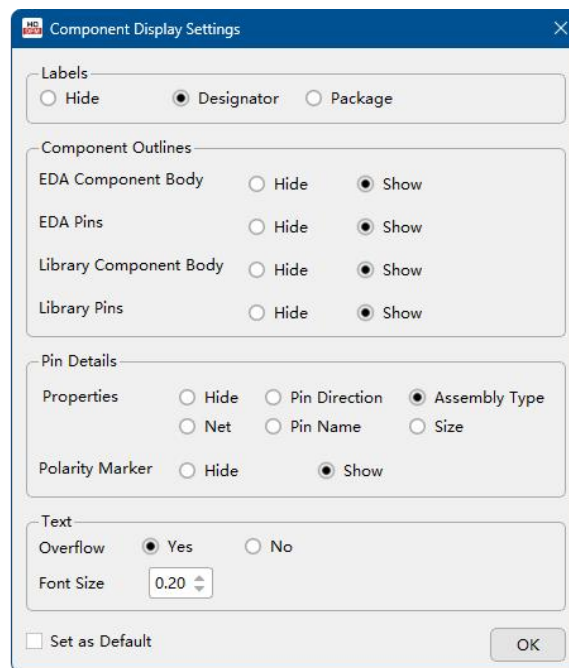 HQ
DFM
Component Display Settings
Labels
Hide Designator Package
Component Outlines
EDA Component Body Hide Show
EDA Pins Hide Show
Library Component Body Hide Show
Library Pins Hide Show
Pin Details
Properties Hide Pin Direction Assembly Type
Net Pin Name Size
Polarity Marker Hide Show
Text
Overflow Yes No
Font Size 0.20
Set as Default OK